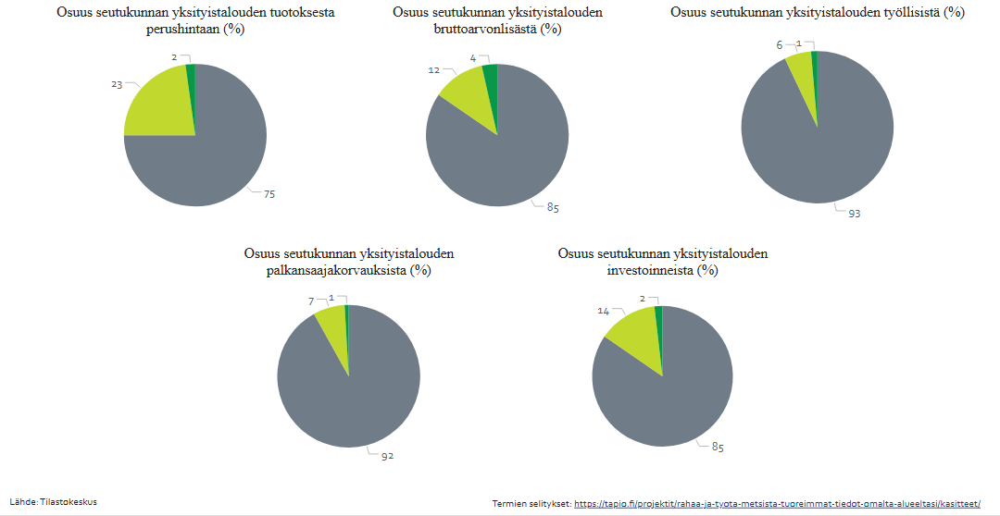 Osuus seutukunnan yksityistalouden tuotoksesta
perushintaan (%)
2
23
75
Osuus seutukunnan yksityistalouden
bruttoarvonlisästä (%)
4
12
85
Osuus seutukunnan yksityistalouden työllisistä (%)
6
1
93
Osuus seutukunnan yksityistalouden
palkansaajakorvauksista (%)
7
1
92
Osuus seutukunnan yksityistalouden
investoinneista (%)
2
14
85
Lähde: Tilastokeskus
Termien selitykset: https://tapio.fi/projektit/rahaa-ja-tyota-metsista-tuoreimmat-tiedot-omalta-alueeltasi/kasitteet/